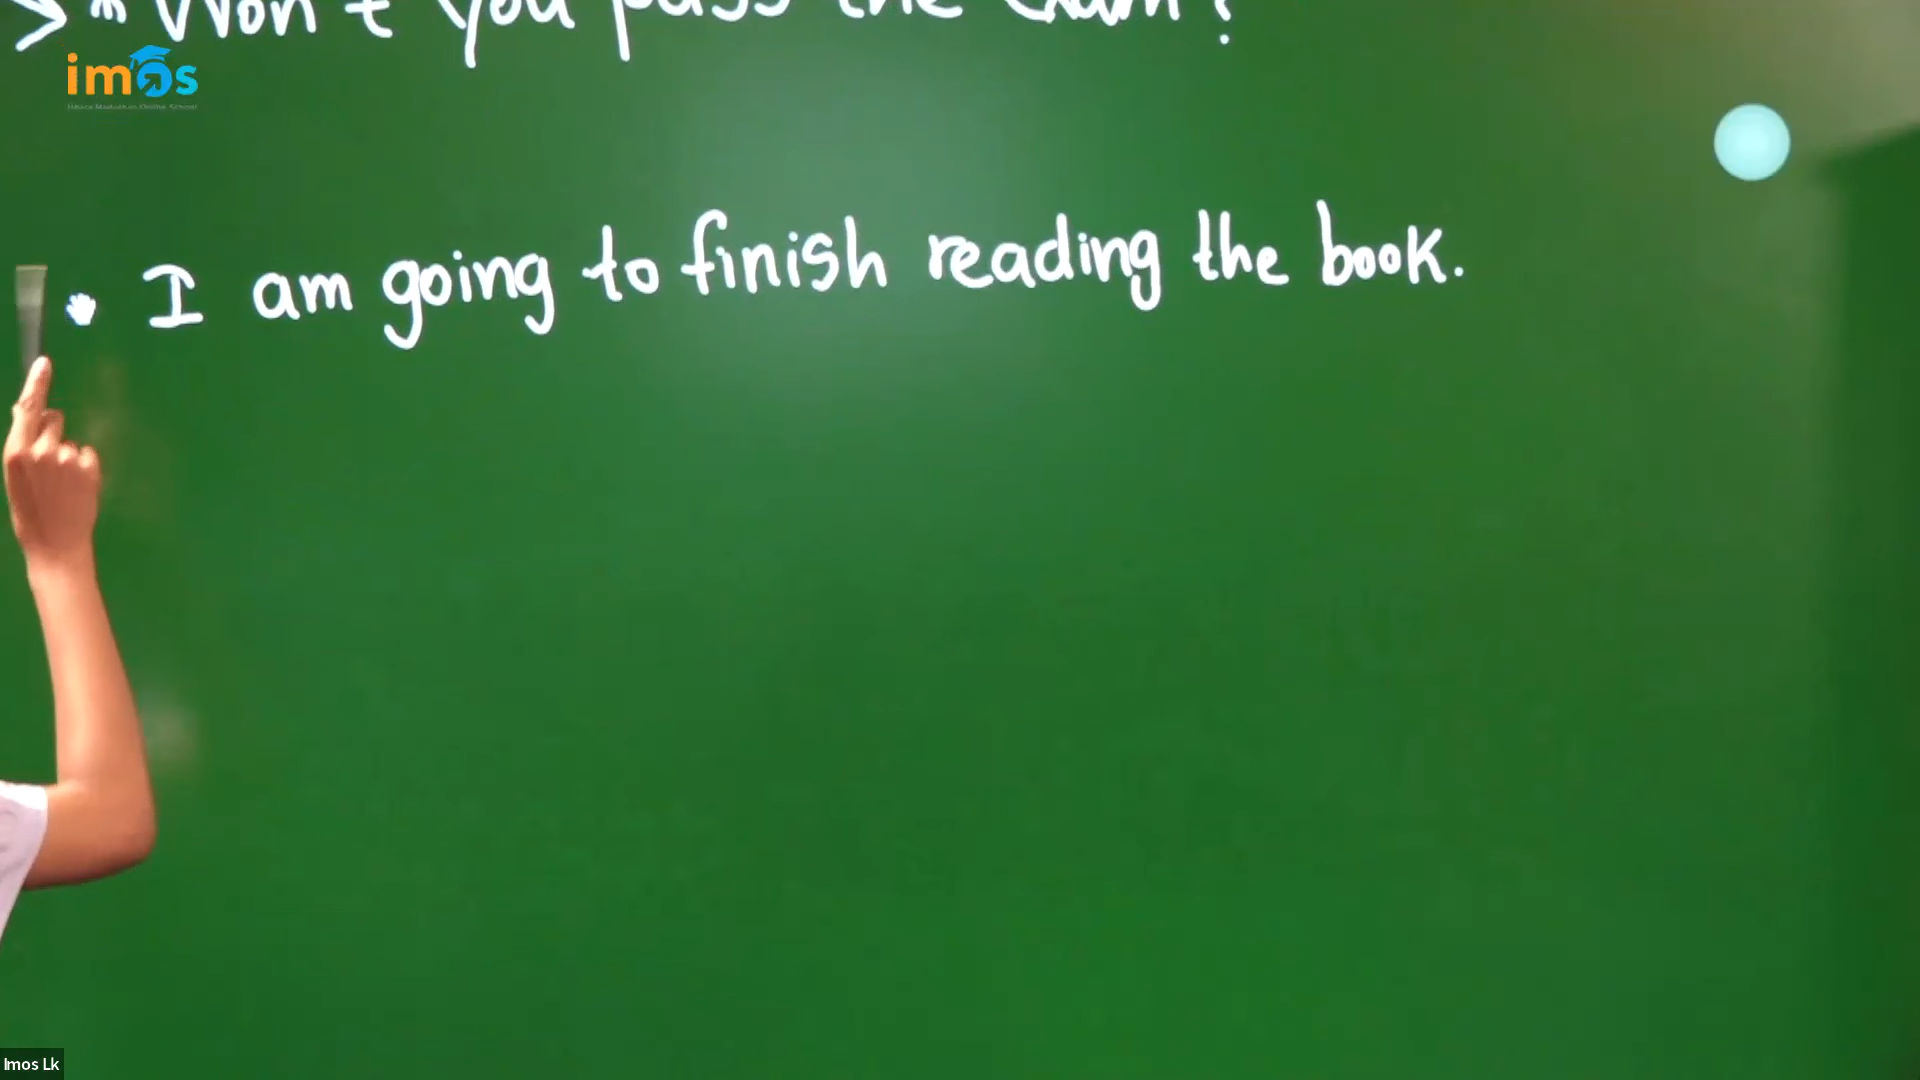 > " Won't you pass the exam?
imos
• I am going to finish reading the book.
Imos Lk